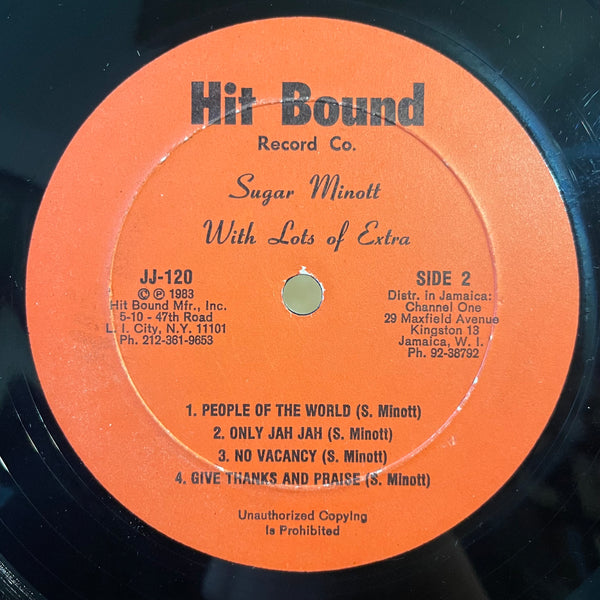 Hit Bound
Record Co.
Sugar Minott
With Lots of Extra
JJ-120
© ℗ 1983
Hit Bound Mfr., Inc.
5-10 - 47th Road
L. I. City, N.Y. 11101
Ph. 212-361-9653
SIDE 2
Distr. in Jamaica:
Channel One
29 Maxfield Avenue
Kingston 13
Jamaica, W. I.
Ph. 92-38792
1. PEOPLE OF THE WORLD (S. Minott)
2. ONLY JAH JAH (S. Minott)
3. NO VACANCY (S. Minott)
4. GIVE THANKS AND PRAISE (S. Minott)
Unauthorized Copying
Is Prohibited